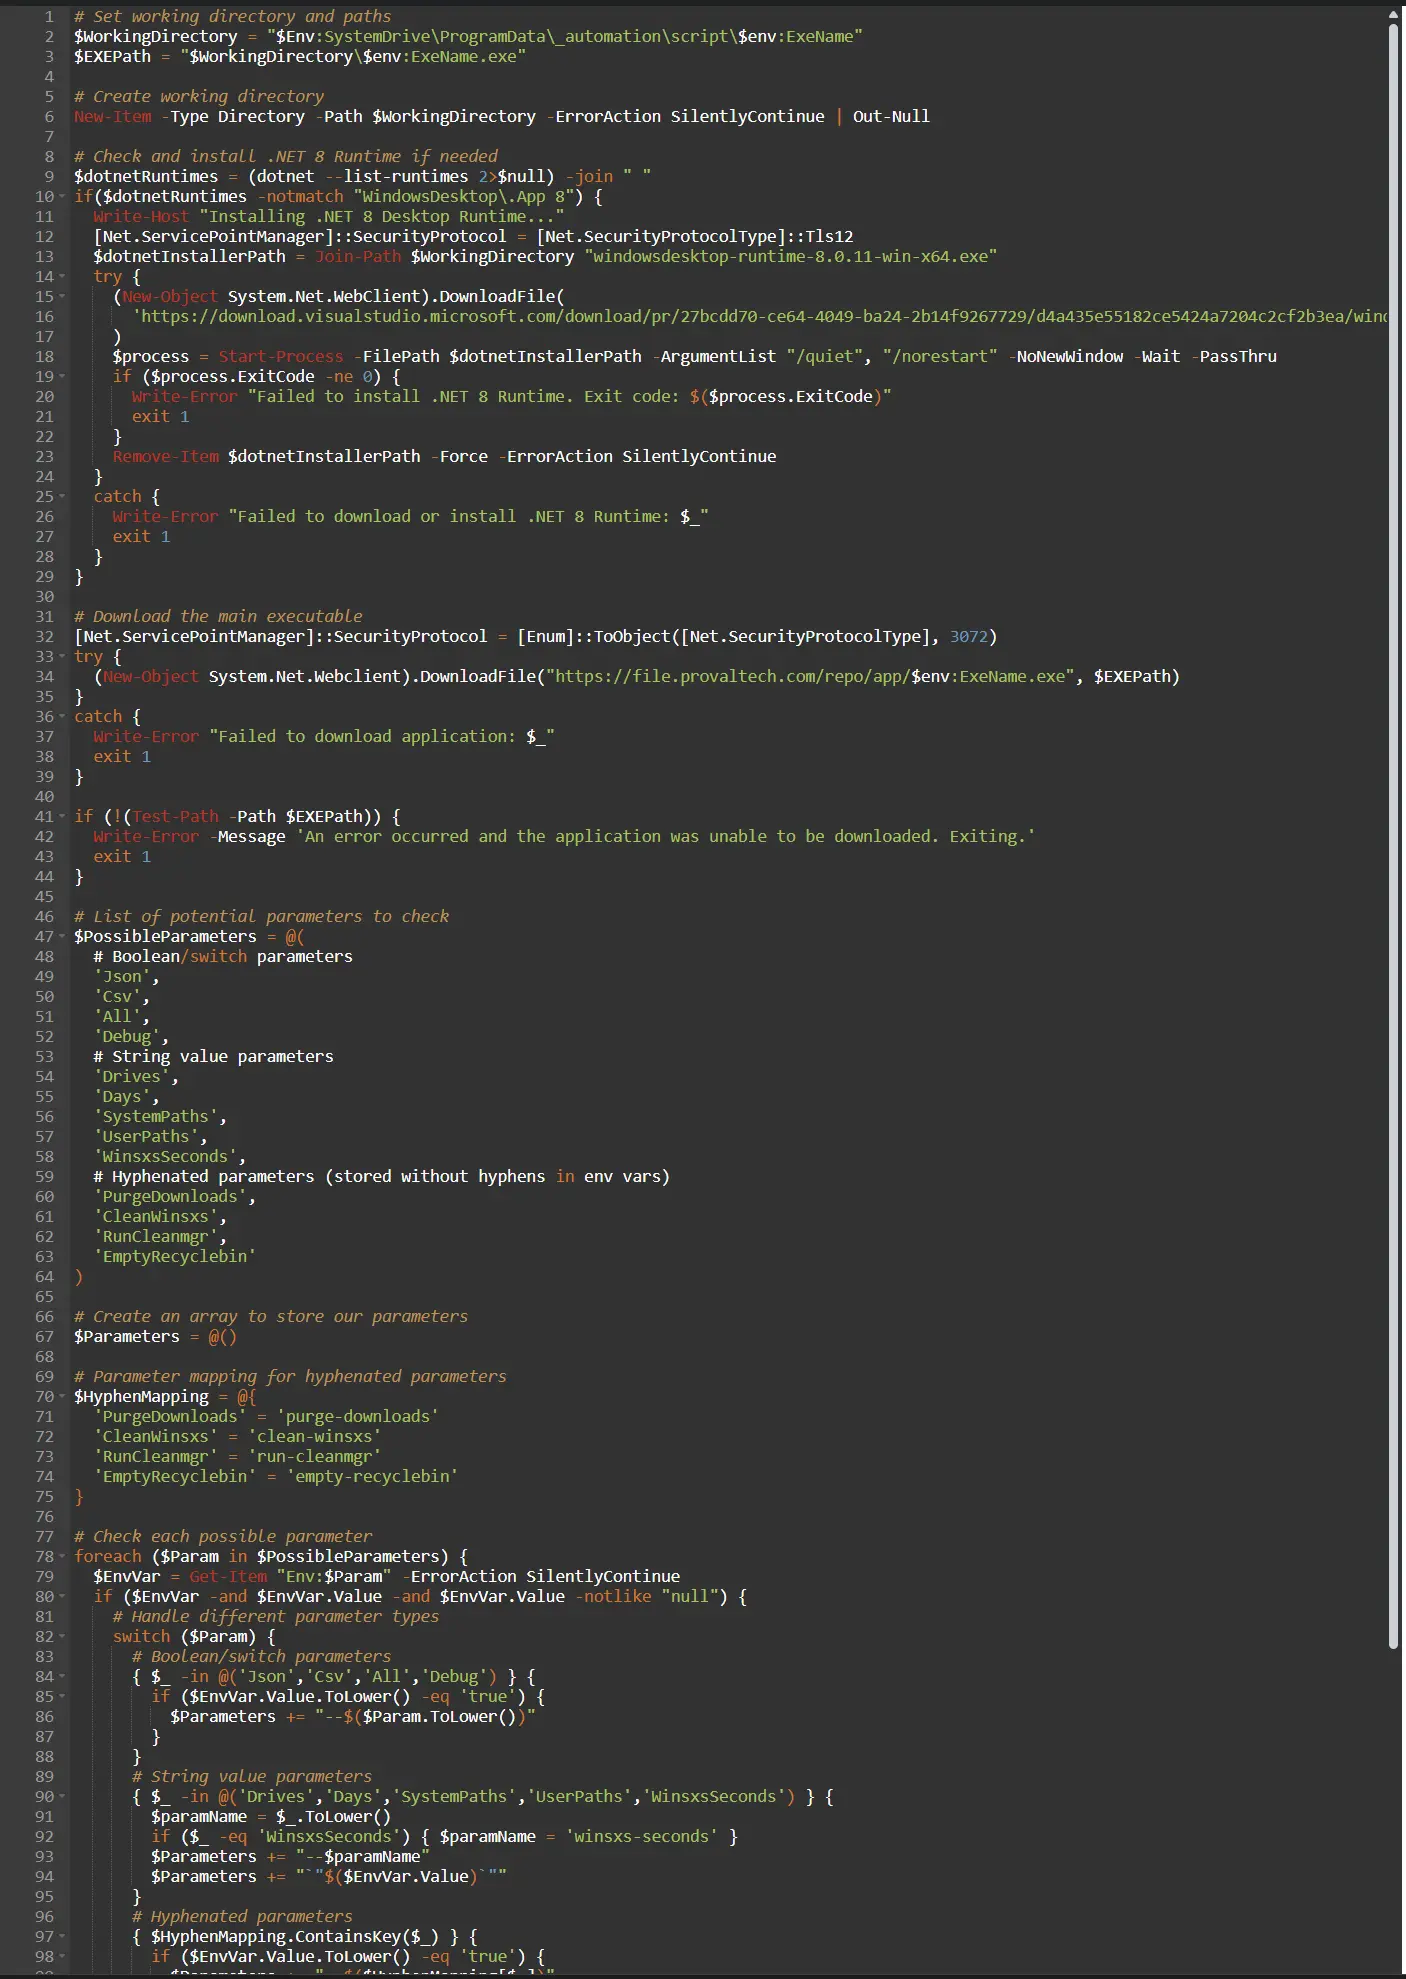 1 # Set working directory and paths
2 $WorkingDirectory = "$Env:SystemDrive\ProgramData\_automation\script\$env:ExeName"
3 $EXEPath = "$WorkingDirectory\$env:ExeName.exe"
4
5 # Create working directory
6 New-Item -Type Directory -Path $WorkingDirectory -ErrorAction SilentlyContinue | Out-Null
7
8 # Check and install .NET 8 Runtime if needed
9 $dotnetRuntimes = (dotnet --list-runtimes 2>$null) -join " "
10 if($dotnetRuntimes -notmatch "WindowsDesktop\.App 8") {
11 Write-Host "Installing .NET 8 Desktop Runtime..."
12 [Net.ServicePointManager]::SecurityProtocol = [Net.SecurityProtocolType]::Tls12
13 $dotnetInstallerPath = Join-Path $WorkingDirectory "windowsdesktop-runtime-8.0.11-win-x64.exe"
14 try {
15 (New-Object System.Net.WebClient).DownloadFile(
16 'https://download.visualstudio.microsoft.com/download/pr/27bcdd70-ce64-4049-ba24-2b14f9267729/d4a435e55182ce5424a7204c2cf2b3ea/winc
17 )
18 $process = Start-Process -FilePath $dotnetInstallerPath -ArgumentList "/quiet", "/norestart" -NoNewWindow -Wait -PassThru
19 if ($process.ExitCode -ne 0) {
20 Write-Error "Failed to install .NET 8 Runtime. Exit code: $($process.ExitCode)"
21 exit 1
22 }
23 Remove-Item $dotnetInstallerPath -Force -ErrorAction SilentlyContinue
24 }
25 catch {
26 Write-Error "Failed to download or install .NET 8 Runtime: $_"
27 exit 1
28 }
29 }
30
31 # Download the main executable
32 [Net.ServicePointManager]::SecurityProtocol = [Enum]::ToObject([Net.SecurityProtocolType], 3072)
33 try {
34 (New-Object System.Net.Webclient).DownloadFile("https://file.provaltech.com/repo/app/$env:ExeName.exe", $EXEPath)
35 }
36 catch {
37 Write-Error "Failed to download application: $_"
38 exit 1
39 }
40
41 if (!(Test-Path -Path $EXEPath)) {
42 Write-Error -Message 'An error occurred and the application was unable to be downloaded. Exiting.'
43 exit 1
44 }
45
46 # List of potential parameters to check
47 $PossibleParameters = @(
48 # Boolean/switch parameters
49 'Json',
50 'Csv',
51 'All',
52 'Debug',
53 # String value parameters
54 'Drives',
55 'Days',
56 'SystemPaths',
57 'UserPaths',
58 'WinsxsSeconds',
59 # Hyphenated parameters (stored without hyphens in env vars)
60 'PurgeDownloads',
61 'CleanWinsxs',
62 'RunCleanmgr',
63 'EmptyRecyclebin'
64 )
65
66 # Create an array to store our parameters
67 $Parameters = @()
68
69 # Parameter mapping for hyphenated parameters
70 $HyphenMapping = @{
71 'PurgeDownloads' = 'purge-downloads'
72 'CleanWinsxs' = 'clean-winsxs'
73 'RunCleanmgr' = 'run-cleanmgr'
74 'EmptyRecyclebin' = 'empty-recyclebin'
75 }
76
77 # Check each possible parameter
78 foreach ($Param in $PossibleParameters) {
79 $EnvVar = Get-Item "Env:$Param" -ErrorAction SilentlyContinue
80 if ($EnvVar -and $EnvVar.Value -and $EnvVar.Value -notlike "null") {
81 # Handle different parameter types
82 switch ($Param) {
83 # Boolean/switch parameters
84 { $_ -in @('Json','Csv','All','Debug') } {
85 if ($EnvVar.Value.ToLower() -eq 'true') {
86 $Parameters += "--$($Param.ToLower())"
87 }
88 }
89 # String value parameters
90 { $_ -in @('Drives','Days','SystemPaths','UserPaths','WinsxsSeconds') } {
91 $paramName = $_.ToLower()
92 if ($_ -eq 'WinsxsSeconds') { $paramName = 'winsxs-seconds' }
93 $Parameters += "--$paramName"
94 $Parameters += "`"$($EnvVar.Value)`""
95 }
96 # Hyphenated parameters
97 { $HyphenMapping.ContainsKey($_) } {
98 if ($EnvVar.Value.ToLower() -eq 'true') {